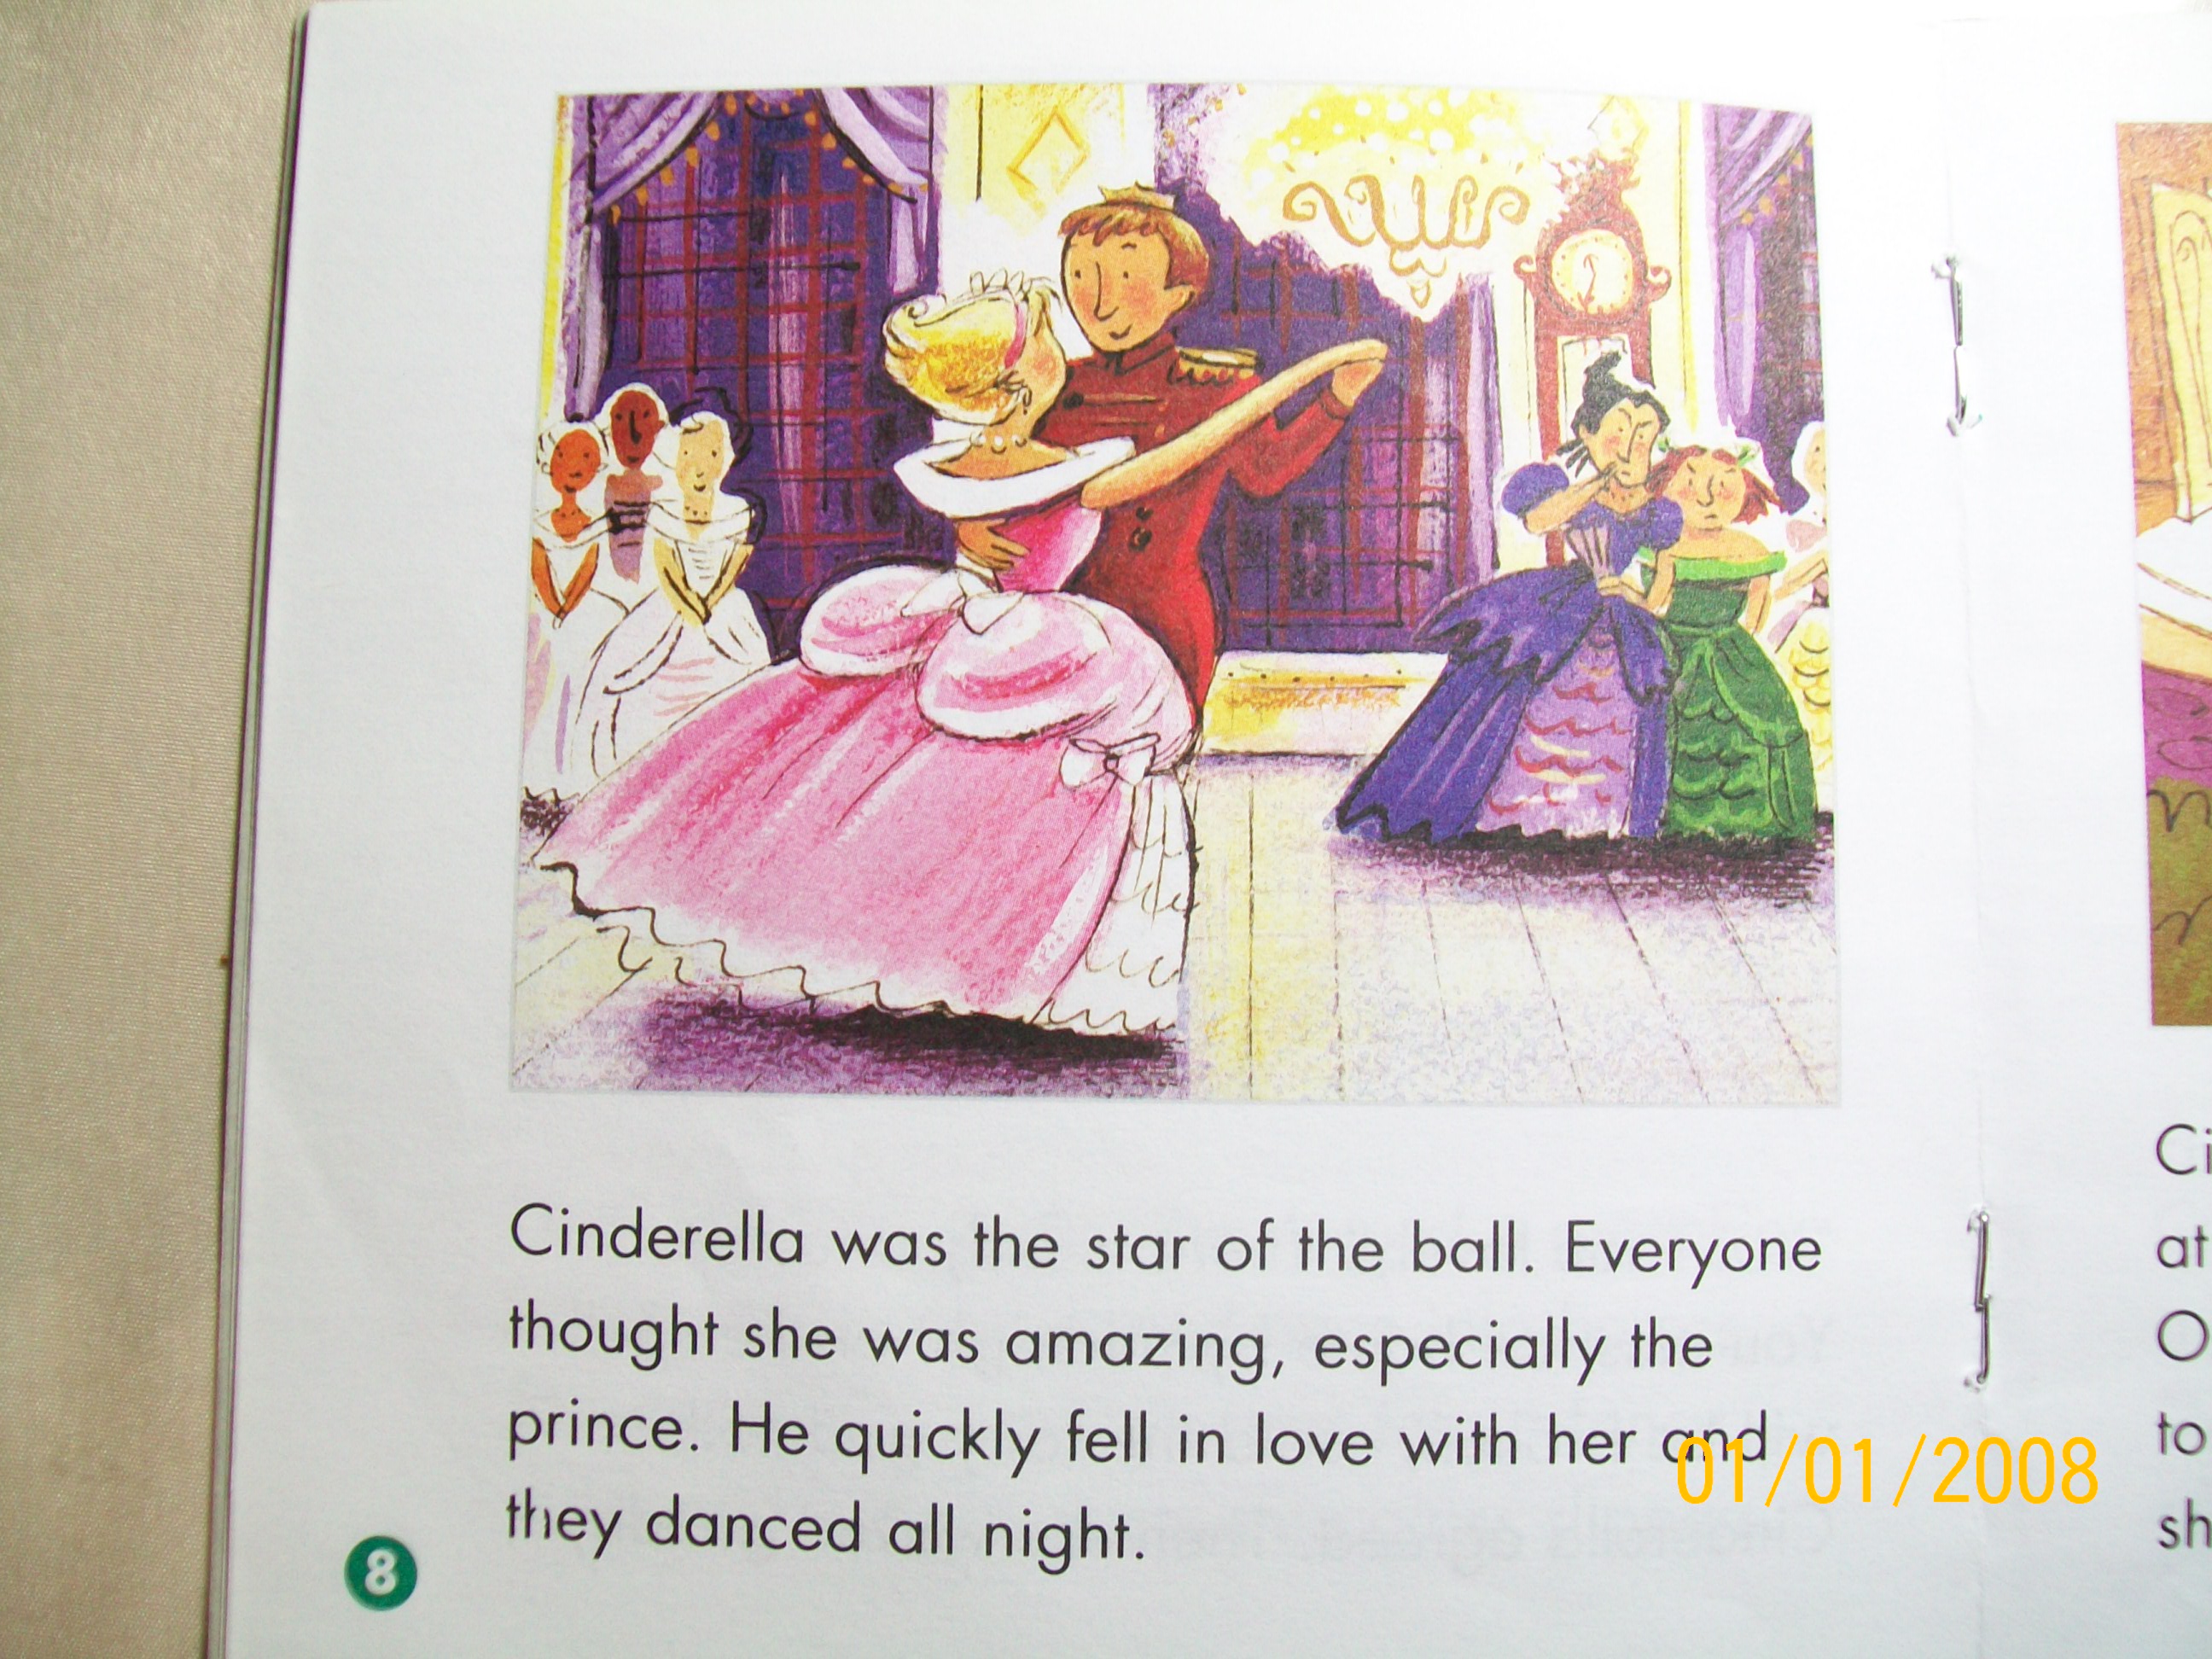 Cinderella was the star of the ball. Everyone
thought she was amazing, especially the
prince. He quickly fell in love with her and
they danced all night.
8
01/01/2008
Ci
at
O
to
sh